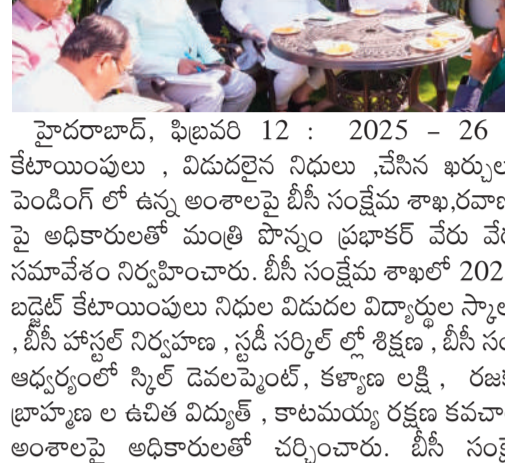 హైదరాబాద్, ఫిబ్రవరి 12 : 2025 - 26
కేటాయింపులు , విడుదలైన నిధులు ,చేసిన ఖర్చుల
పెండింగ్ లో ఉన్న అంశాలపై బీసీ సంక్షేమ శాఖ,రవాణ
పై అధికారులతో మంత్రి పొన్నం ప్రభాకర్ వేరు వేర
సమావేశం నిర్వహించారు. బీసీ సంక్షేమ శాఖలో 202
బడ్జెట్ కేటాయింపులు నిధుల విడుదల విద్యార్థుల స్కాల
, బీసీ హాస్టల్ నిర్వహణ , స్టడీ సర్కిల్ ల్లో శిక్షణ , బీసీ సం
ఆధ్వర్యంలో స్కిల్ డెవలప్మెంట్, కళ్యాణ లక్ష్మి , రజక
బ్రాహ్మణ ల ఉచిత విద్యుత్ , కాటమయ్య రక్షణ కవచా
అంశాలపై అధికారులతో చర్చించారు. బీసీ సంక్షే